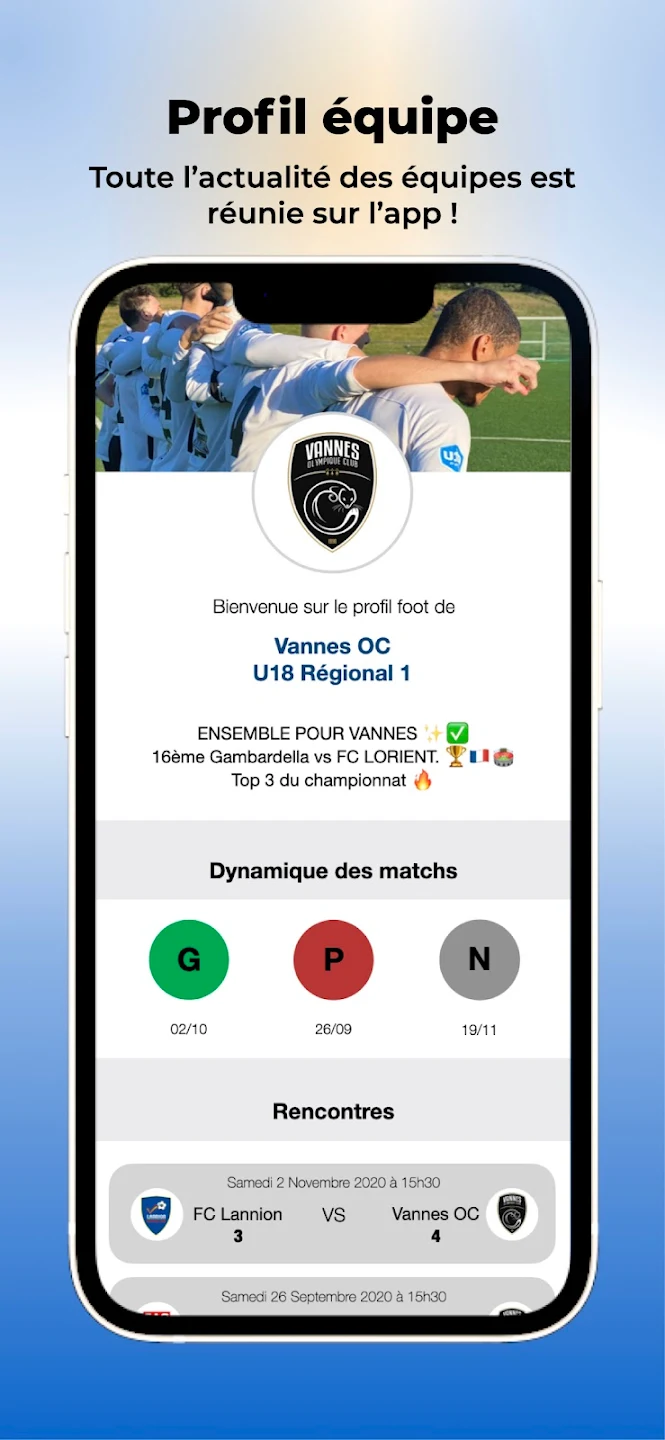 Profil équipe
Toute l’actualité des équipes est
réunie sur l’app !
VANNES
OLYMPIQUE CLUB
Bienvenue sur le profil foot de
Vannes OC
U18 Régional 1
ENSEMBLE POUR VANNES ✨✅
16ème Gambardella vs FC LORIENT. 🏆🇫🇷🏟️
Top 3 du championnat 🔥
Dynamique des matchs
G P N
02/10 26/09 19/11
Rencontres
Samedi 2 Novembre 2020 à 15h30
LANNION
FC Lannion VS Vannes OC
VANNES
3 4
Samedi 26 Septembre 2020 à 15h30